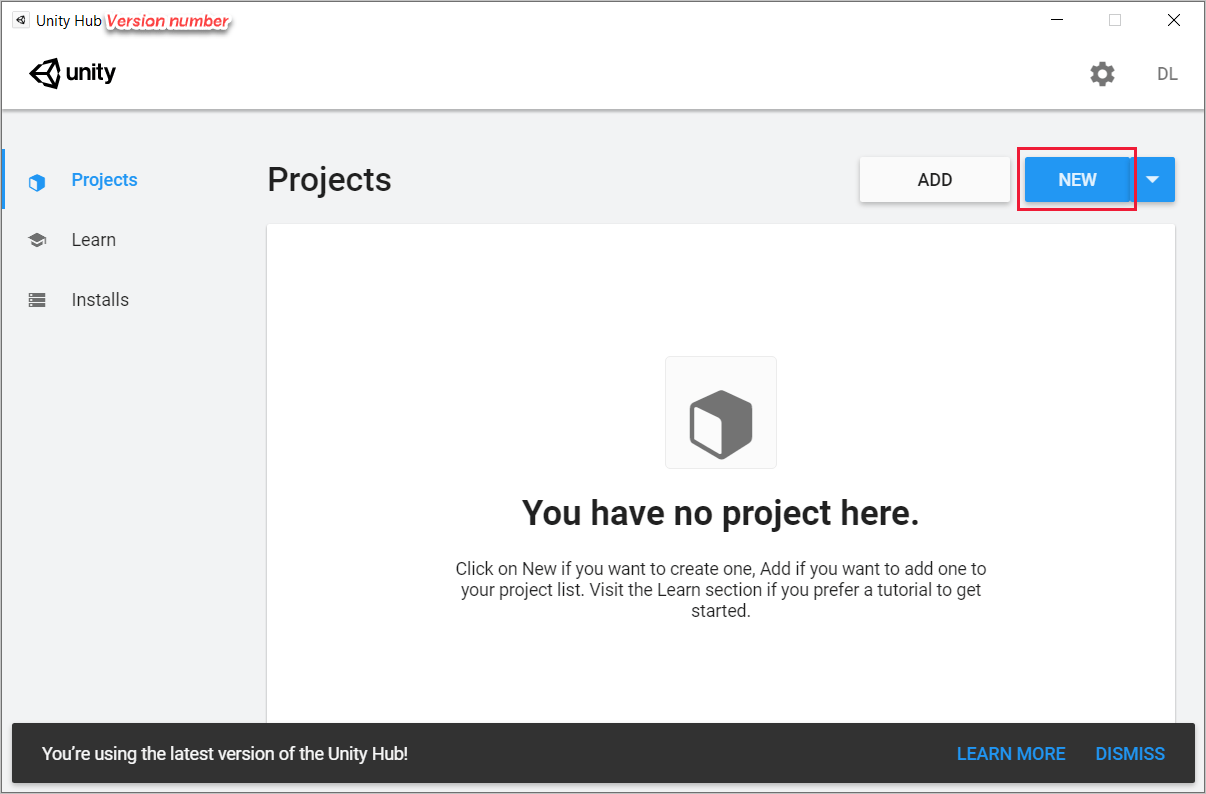 Unity Hub Version number
unity
DL
Projects
Learn
Installs
Projects
ADD
NEW
You have no project here.
Click on New if you want to create one, Add if you want to add one to
your project list. Visit the Learn section if you prefer a tutorial to get
started.
You’re using the latest version of the Unity Hub!
LEARN MORE
DISMISS